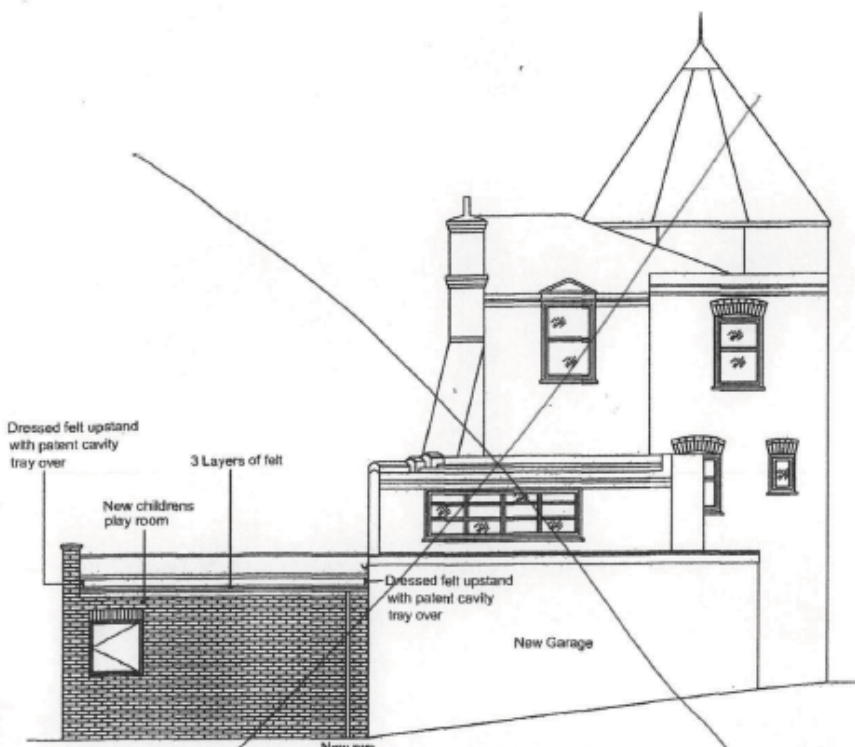 Dressed felt upstand
with patent cavity
tray over
3 Layers of felt
New childrens
play room
Dressed felt upstand
with patent cavity
tray over
New Garage
New